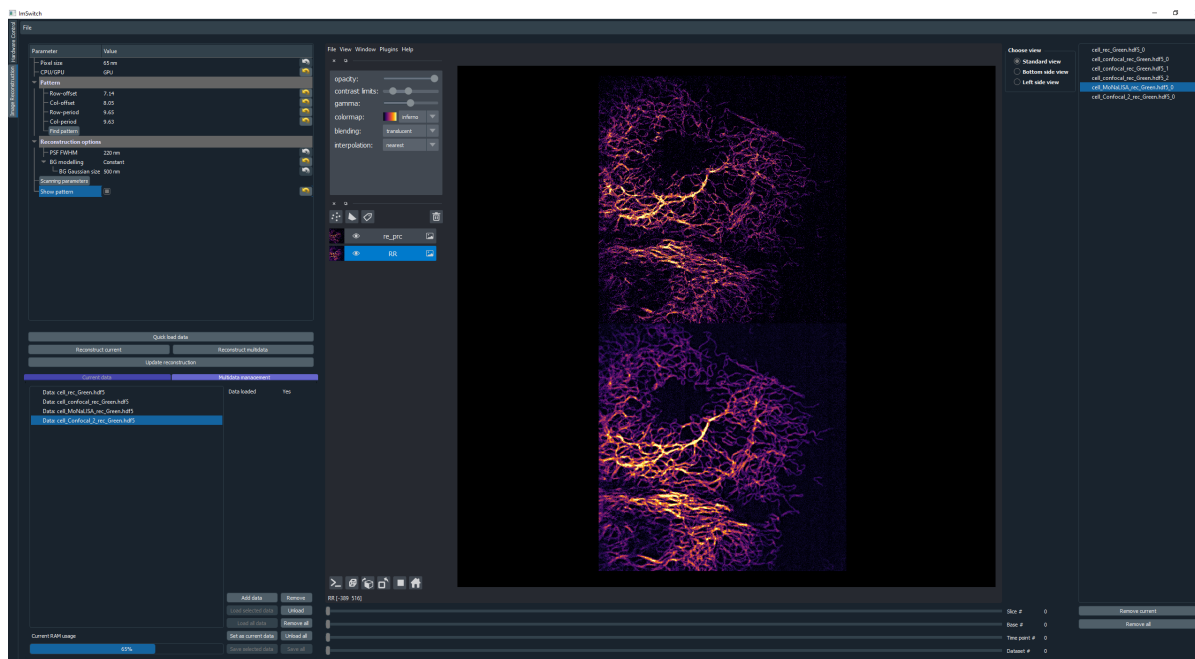 ImSwitch
File
Hardware Control
Image Reconstruction
Parameter Value
Pixel size 65 nm
CPU/GPU GPU
Pattern
Row-offset 7.14
Col-offset 8.05
Row-period 9.65
Col-period 9.63
Find pattern
Reconstruction options
PSF FWHM 220 nm
BG modelling Constant
BG Gaussian size 500 nm
Scanning parameters
Show pattern
Quick load data
Reconstruct current Reconstruct multidata
Update reconstruction
Current data Multidata management
Data: cell_rec_Green.hdf5
Data: cell_confocal_rec_Green.hdf5
Data: cell_MoNaLISA_rec_Green.hdf5
Data: cell_Confocal_2_rec_Green.hdf5
Data loaded Yes
Add data Remove
Load selected data Unload
Load all data Remove all
Set as current data Unload all
Save selected data Save all
Current RAM usage
65%
File View Window Plugins Help
opacity:
contrast limits:
gamma:
colormap: inferno
blending: translucent
interpolation: nearest
re_prc
RR
RR [-389 516]
Choose view
Standard view
Bottom side view
Left side view
cell_rec_Green.hdf5_0
cell_confocal_rec_Green.hdf5_0
cell_confocal_rec_Green.hdf5_1
cell_confocal_rec_Green.hdf5_2
cell_MoNaLISA_rec_Green.hdf5_0
cell_Confocal_2_rec_Green.hdf5_0
Slice # 0
Base # 0
Time point # 0
Dataset # 0
Remove current
Remove all